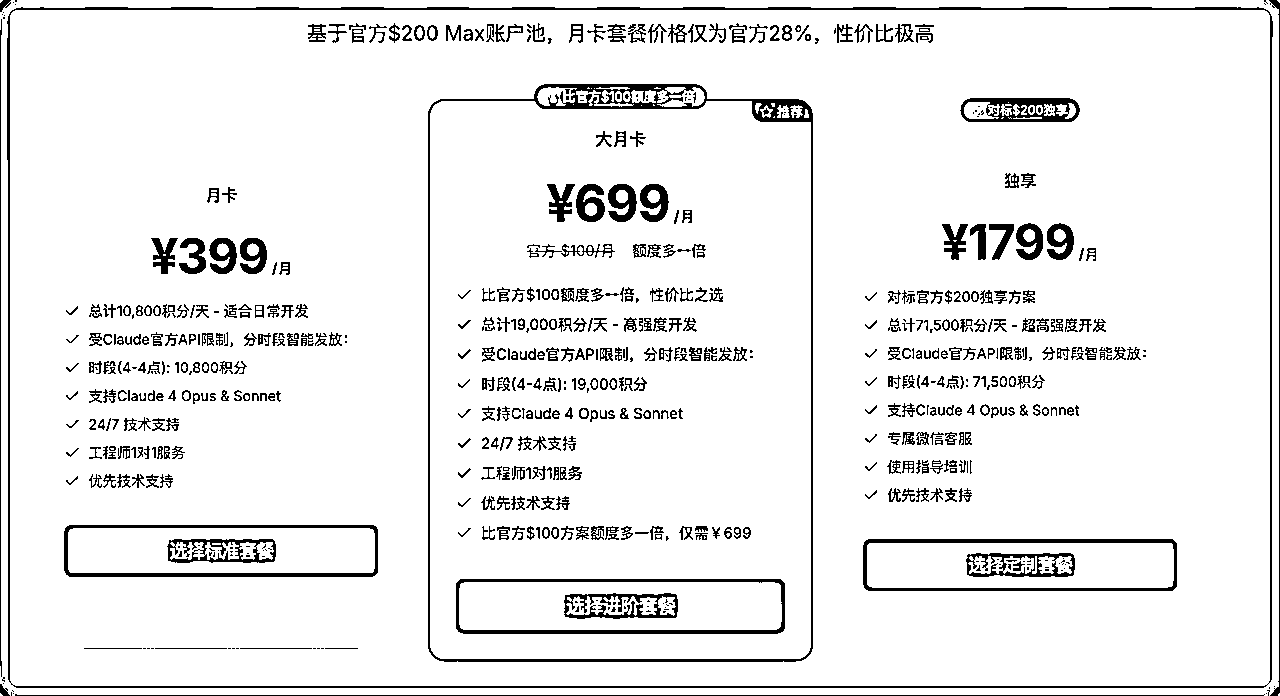 基于官方$200 Max账户池，月卡套餐价格仅为官方28%，性价比极高
月卡
¥399/月
总计10,800积分/天 - 适合日常开发
受Claude官方API限制，分时段智能发放：
时段(4-4点): 10,800积分
支持Claude 4 Opus & Sonnet
24/7 技术支持
工程师1对1服务
优先技术支持
选择标准套餐
比官方$100额度多一倍
推荐
大月卡
¥699/月
官方 $100/月 额度多一倍
比官方$100额度多一倍，性价比之选
总计19,000积分/天 - 高强度开发
受Claude官方API限制，分时段智能发放：
时段(4-4点): 19,000积分
支持Claude 4 Opus & Sonnet
24/7 技术支持
工程师1对1服务
优先技术支持
比官方$100方案额度多一倍，仅需￥699
选择进阶套餐
对标$200独享
独享
¥1799/月
对标官方$200独享方案
总计71,500积分/天 - 超高强度开发
受Claude官方API限制，分时段智能发放：
时段(4-4点): 71,500积分
支持Claude 4 Opus & Sonnet
专属微信客服
使用指导培训
优先技术支持
选择定制套餐